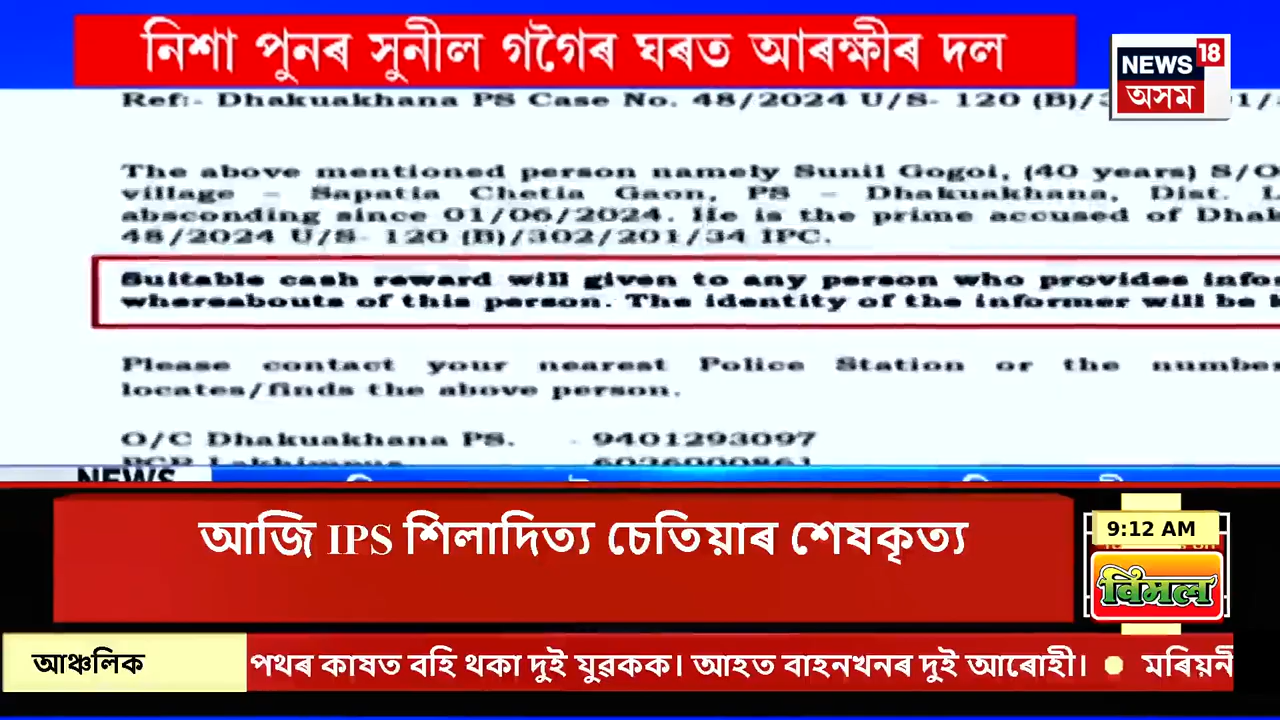 নিশা পুনৰ সুনীল গগৈৰ ঘৰত আৰক্ষীৰ দল
NEWS 18
অসম
Ref:- Dhakuakhana PS Case No. 48/2024 U/S- 120 (B)/
The above mentioned person namely Sunil Gogoi, (40 years) S/O
village – Sapatia Chetia Gaon, PS – Dhakuakhana, Dist.
absconding since 01/06/2024. He is the prime accused of
48/2024 U/S- 120 (B)/302/201/34 IPC.
Suitable cash reward will given to any person who provides
whereabouts of this person. The identity of the informer will be
Please contact your nearest Police Station or the
locates/finds the above person.
O/C Dhakuakhana PS. - 9401293097
NEWS
আজি IPS শিলাদিত্য চেতিয়াৰ শেষকৃত্য
9:12 AM
বিমল
আঞ্চলিক পথৰ কাষত বহি থকা দুই যুৱকক। আহত বাহনখনৰ দুই আৰোহী। মৰিয়নী